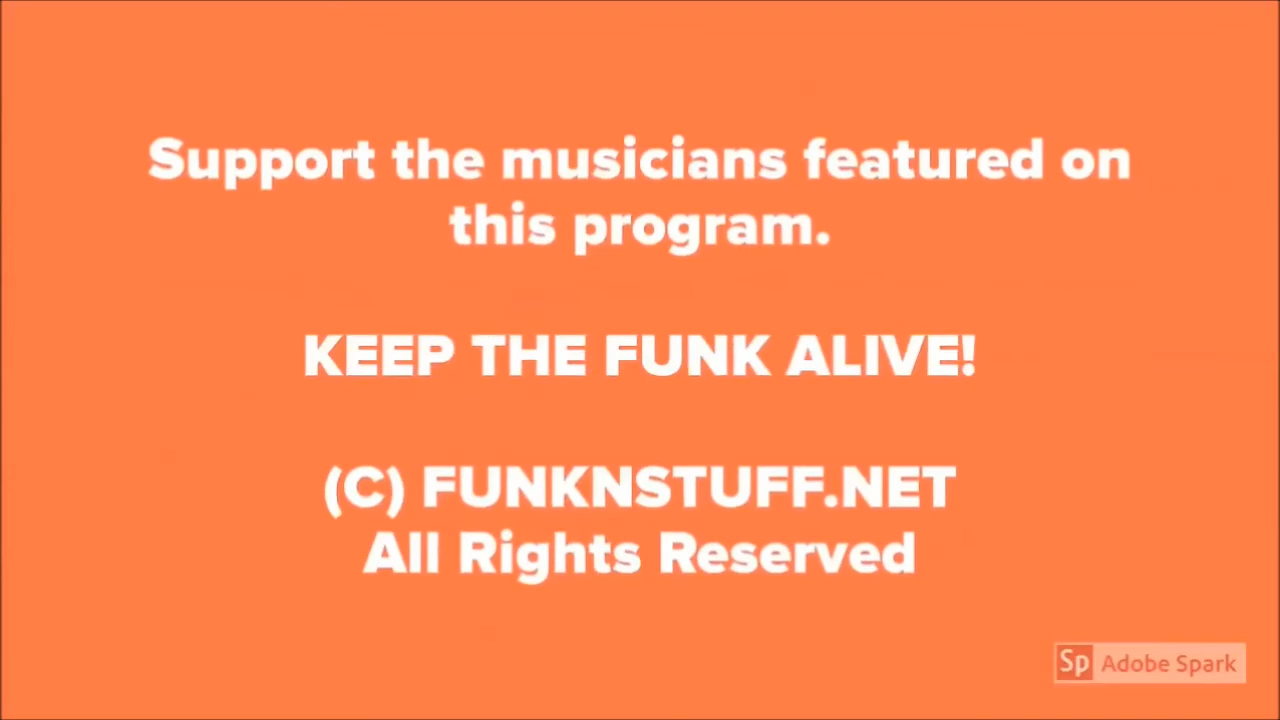 Support the musicians featured on
this program.
KEEP THE FUNK ALIVE!
(C) FUNKNSTUFF.NET
All Rights Reserved
Sp Adobe Spark